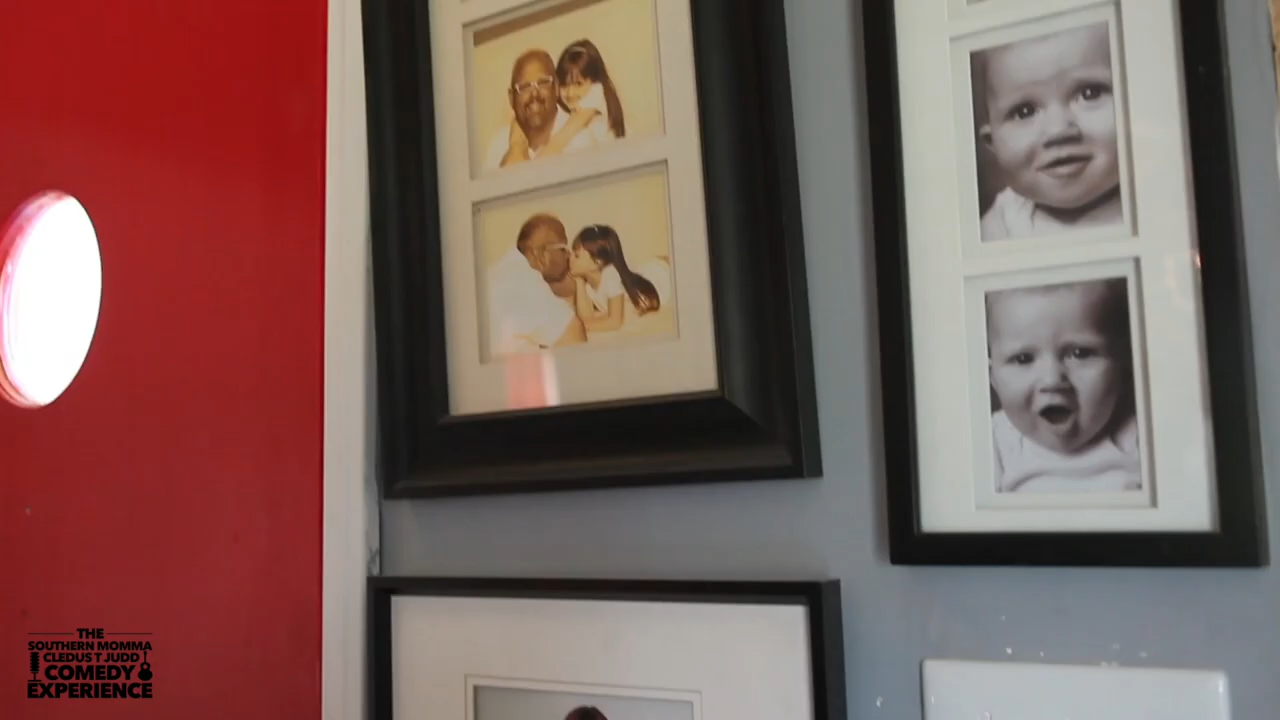 THE
SOUTHERN MOMMA
CLEDUS T JUDD
COMEDY
EXPERIENCE